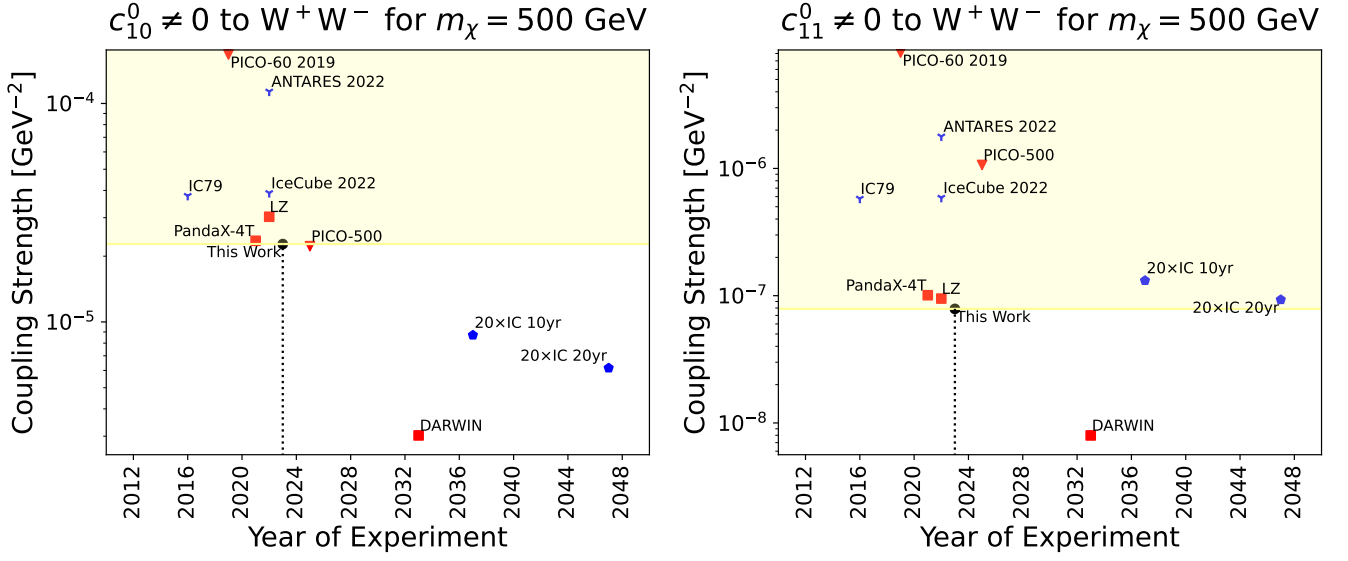 c⁰₁₀ ≠ 0 to W⁺W⁻ for mᵪ = 500 GeV
Coupling Strength [GeV⁻²]
10⁻⁴
10⁻⁵
PICO-60 2019
ANTARES 2022
IC79
IceCube 2022
LZ
PandaX-4T
PICO-500
This Work
20×IC 10yr
20×IC 20yr
DARWIN
2012
2016
2020
2024
2028
2032
2036
2040
2044
2048
Year of Experiment
c⁰₁₁ ≠ 0 to W⁺W⁻ for mᵪ = 500 GeV
Coupling Strength [GeV⁻²]
10⁻⁶
10⁻⁷
10⁻⁸
PICO-60 2019
ANTARES 2022
PICO-500
IC79
IceCube 2022
20×IC 10yr
PandaX-4T
LZ
20×IC 20yr
This Work
DARWIN
2012
2016
2020
2024
2028
2032
2036
2040
2044
2048
Year of Experiment